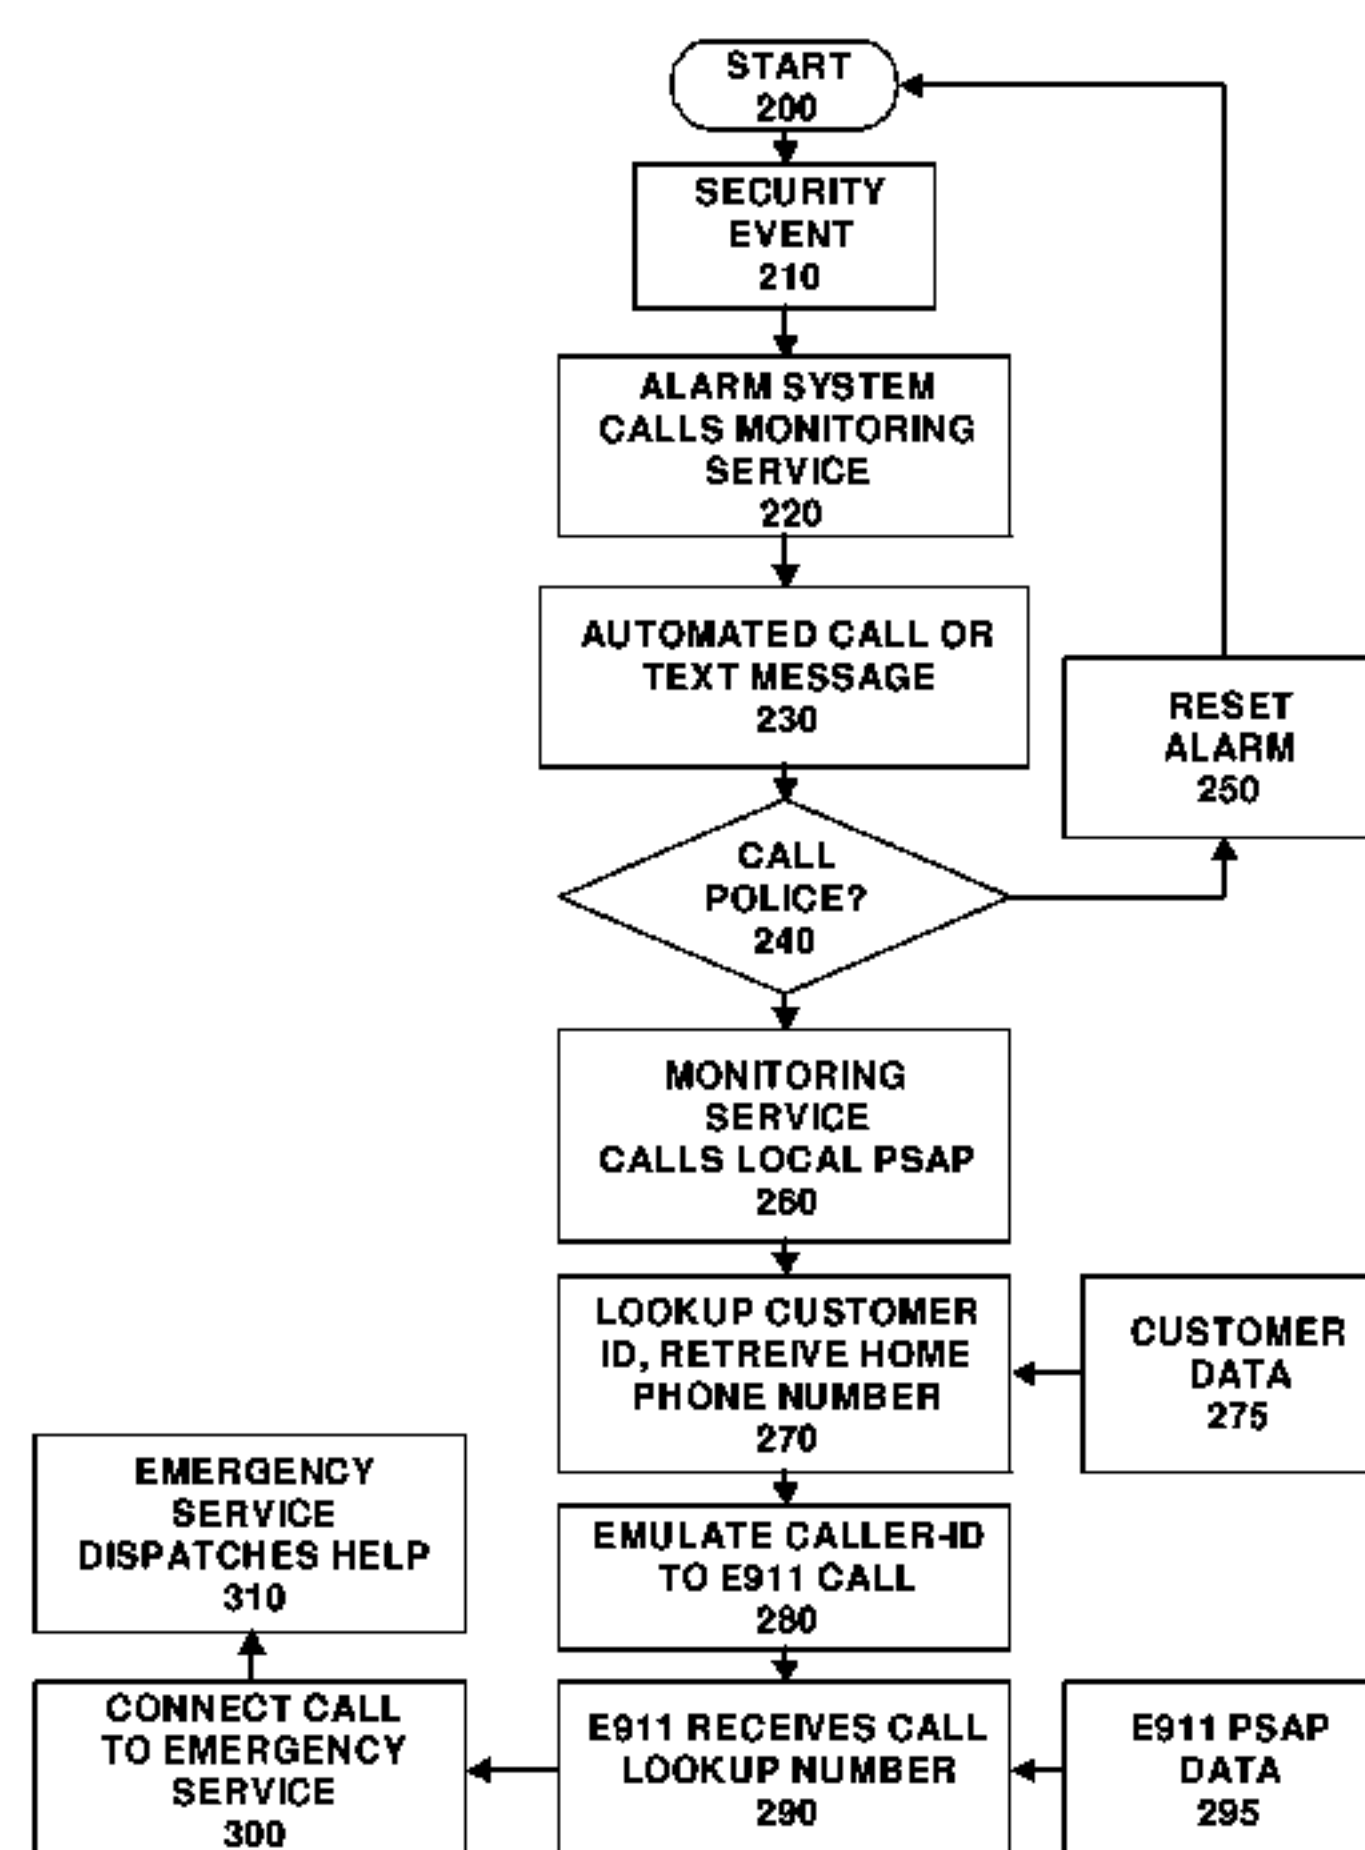 START
200
SECURITY
EVENT
210
ALARM SYSTEM
CALLS MONITORING
SERVICE
220
AUTOMATED CALL OR
TEXT MESSAGE
230
RESET
ALARM
250
CALL
POLICE?
240
MONITORING
SERVICE
CALLS LOCAL PSAP
260
LOOKUP CUSTOMER
ID, RETREIVE HOME
PHONE NUMBER
270
CUSTOMER
DATA
275
EMERGENCY
SERVICE
DISPATCHES HELP
310
EMULATE CALLER-ID
TO E911 CALL
280
CONNECT CALL
TO EMERGENCY
SERVICE
300
E911 RECEIVES CALL
LOOKUP NUMBER
290
E911 PSAP
DATA
295